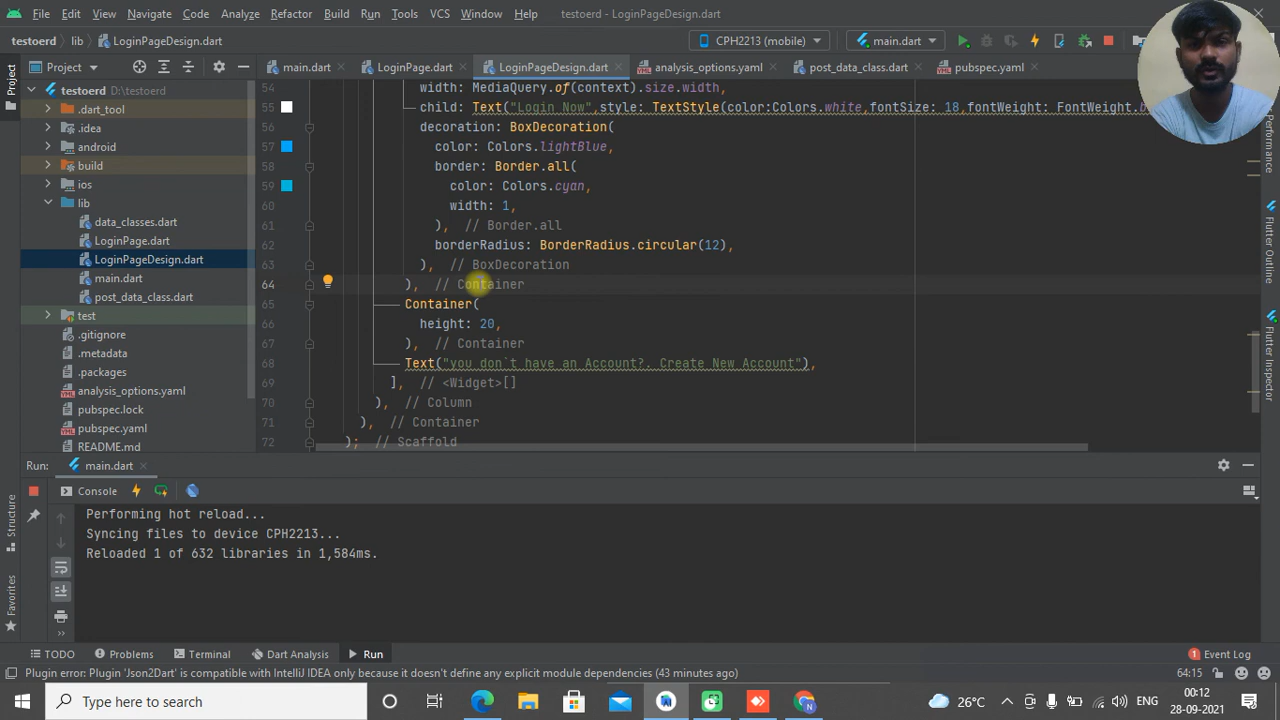 File Edit View Navigate Code Analyze Refactor Build Run Tools VCS Window Help testoerd - LoginPageDesign.dart
testoerd lib LoginPageDesign.dart CPH2213 (mobile) main.dart
Project main.dart LoginPage.dart LoginPageDesign.dart analysis_options.yaml post_data_class.dart pubspec.yaml
Project
testoerd D:\testoerd
.dart_tool
.idea
android
build
ios
lib
data_classes.dart
LoginPage.dart
LoginPageDesign.dart
main.dart
post_data_class.dart
test
.gitignore
.metadata
.packages
analysis_options.yaml
pubspec.lock
pubspec.yaml
README.md
54 width: MediaQuery.of(context).size.width,
55 child: Text("Login Now",style: TextStyle(color:Colors.white,fontSize: 18,fontWeight: FontWeight.b
56 decoration: BoxDecoration(
57 color: Colors.lightBlue,
58 border: Border.all(
59 color: Colors.cyan,
60 width: 1,
61 ), // Border.all
62 borderRadius: BorderRadius.circular(12),
63 ), // BoxDecoration
64 ), // Container
65 Container(
66 height: 20,
67 ), // Container
68 Text("you don`t have an Account?. Create New Account"),
69 ], // <Widget>[]
70 ), // Column
71 ), // Container
72 ); // Scaffold
Performance
Flutter Outline
Flutter Inspector
Run: main.dart
Console
Performing hot reload...
Syncing files to device CPH2213...
Reloaded 1 of 632 libraries in 1,584ms.
Structure
Favorites
TODO Problems Terminal Dart Analysis Run Event Log
Plugin error: Plugin 'Json2Dart' is compatible with IntelliJ IDEA only because it doesn't define any explicit module dependencies (43 minutes ago) 64:15
Type here to search 26°C ENG 00:12
28-09-2021